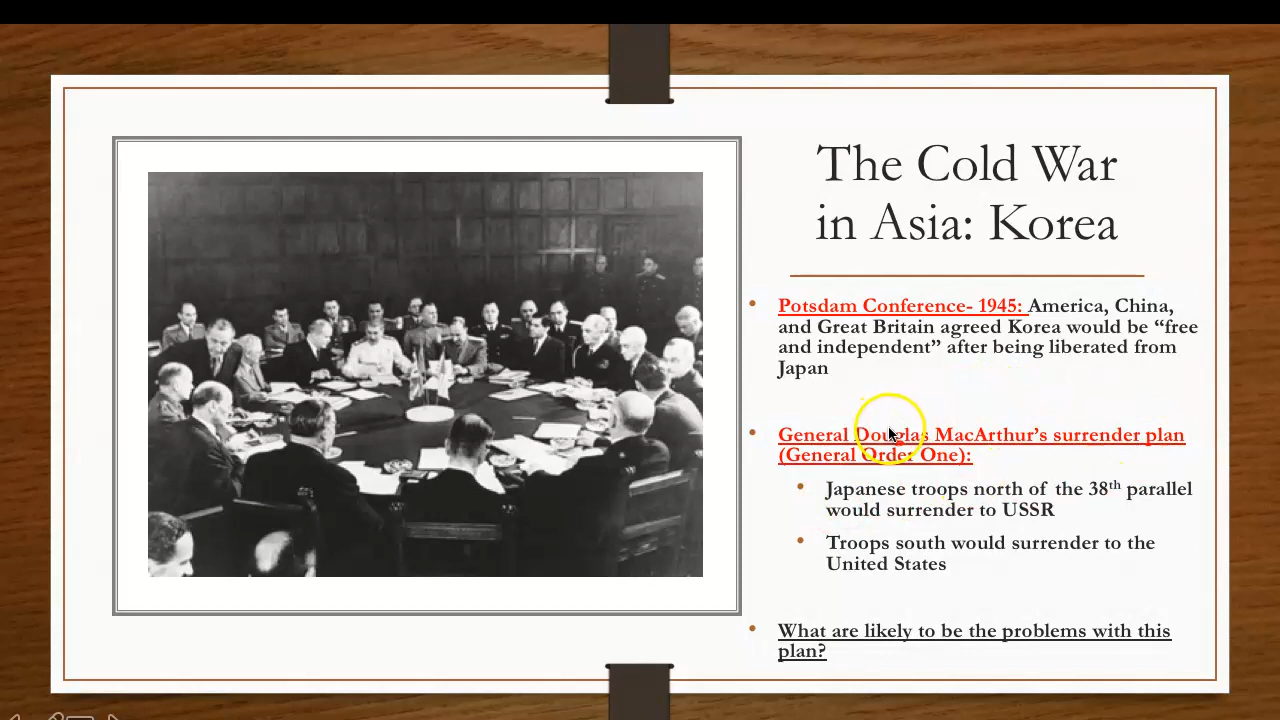 The Cold War
in Asia: Korea
• Potsdam Conference- 1945: America, China,
and Great Britain agreed Korea would be “free
and independent” after being liberated from
Japan
• General Douglas MacArthur’s surrender plan
(General Order One):
• Japanese troops north of the 38th parallel
would surrender to USSR
• Troops south would surrender to the
United States
• What are likely to be the problems with this
plan?